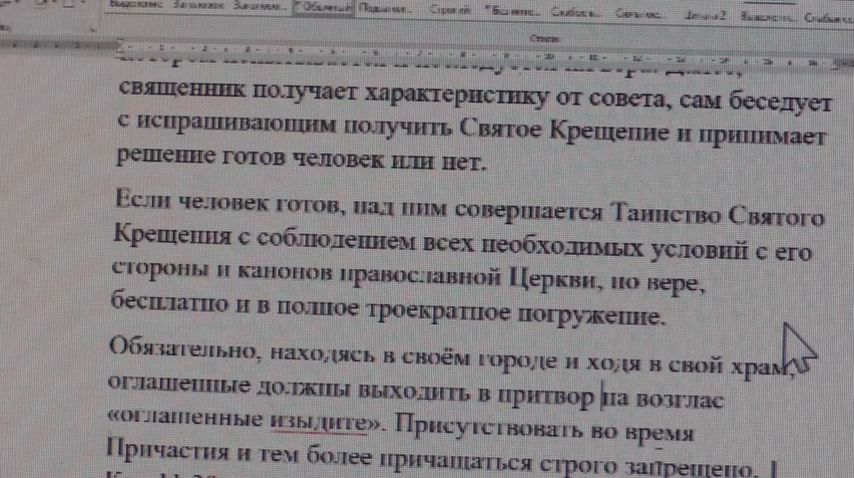 священник получает характеристику от совета, сам беседует
с испрашивающим получить Святое Крещение и принимает
решение готов человек или нет.
Если человек готов, над ним совершается Таинство Святого
Крещения с соблюдением всех необходимых условий с его
стороны и канонов православной Церкви, по вере,
бесплатно и в полное троекратное погружение.
Обязательно, находясь в своём городе и ходя в свой храм,
оглашенные должны выходить в притвор на возглас
«оглашенные изыдите». Присутствовать во время
Причастия и тем более причащаться строго запрещено.